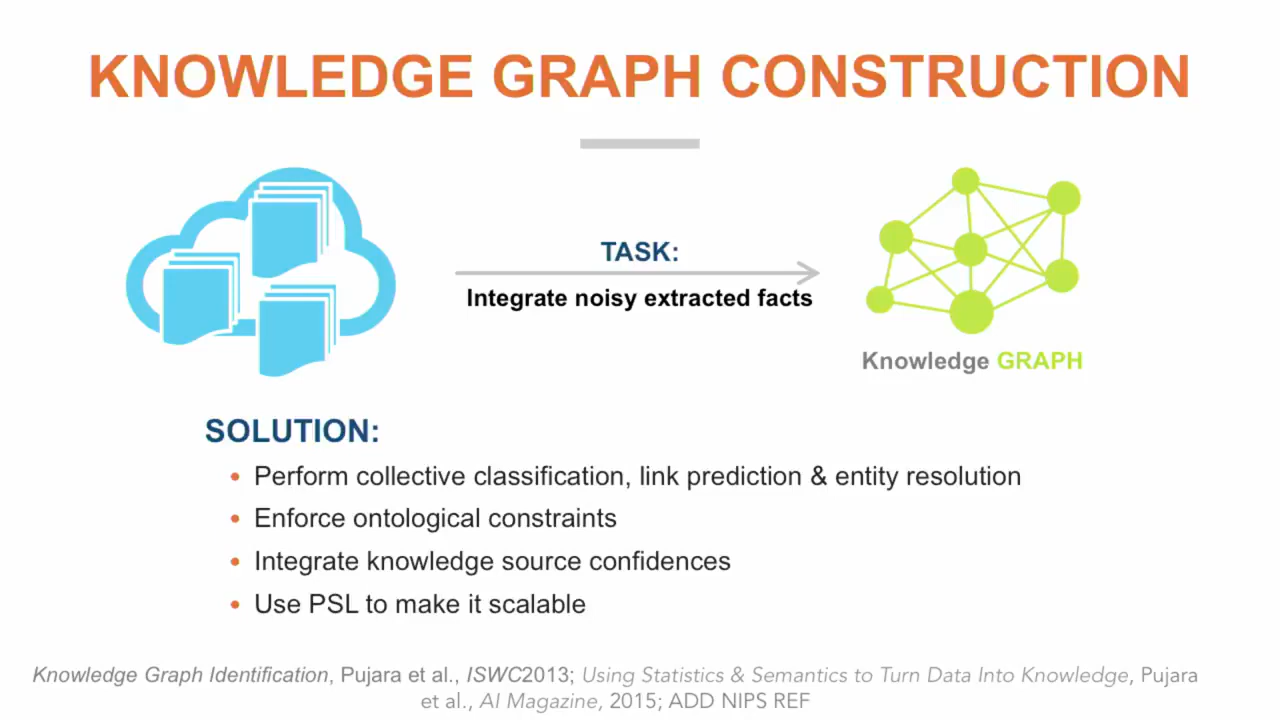 KNOWLEDGE GRAPH CONSTRUCTION
TASK:
Integrate noisy extracted facts
Knowledge GRAPH
SOLUTION:
• Perform collective classification, link prediction & entity resolution
• Enforce ontological constraints
• Integrate knowledge source confidences
• Use PSL to make it scalable
Knowledge Graph Identification, Pujara et al., ISWC2013; Using Statistics & Semantics to Turn Data Into Knowledge, Pujara
et al., AI Magazine, 2015; ADD NIPS REF